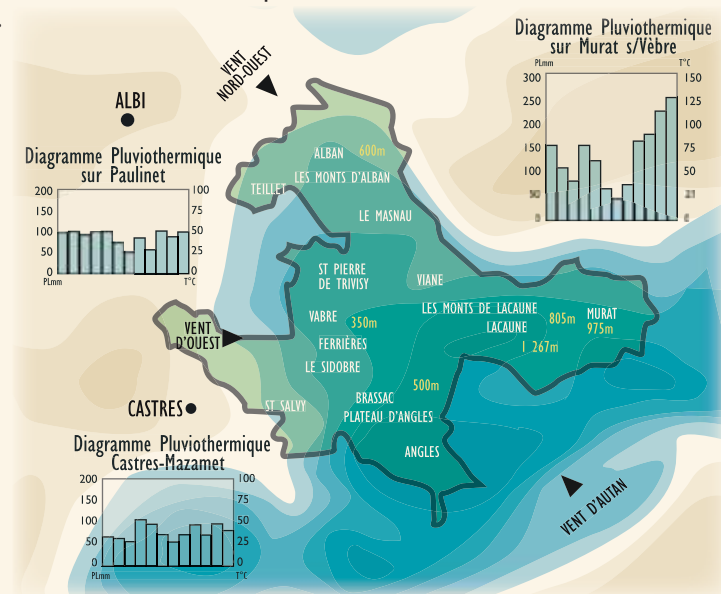 Diagramme Pluviothermique
sur Murat s/Vèbre
PLmm T°C
300 150
250 125
200 100
150 75
100 50
VENT
NORD-OUEST
ALBI
Diagramme Pluviothermique
sur Paulinet
200 100
150 75
100 50
50 25
0 0
PLmm T°C
ALBAN 600m
LES MONTS D'ALBAN
TEILLET
LE MASNAU
ST PIERRE
DE TRIVISY
VIANE
LES MONTS DE LACAUNE
LACAUNE
805m
MURAT
975m
1 267m
VABRE
350m
FERRIÈRES
LE SIDOBRE
VENT
D'OUEST
500m
BRASSAC
PLATEAU D'ANGLES
ST SALVY
CASTRES
ANGLES
Diagramme Pluviothermique
Castres-Mazamet
200 100
150 75
100 50
50 25
0 0
PLmm T°C
VENT D'AUTAN